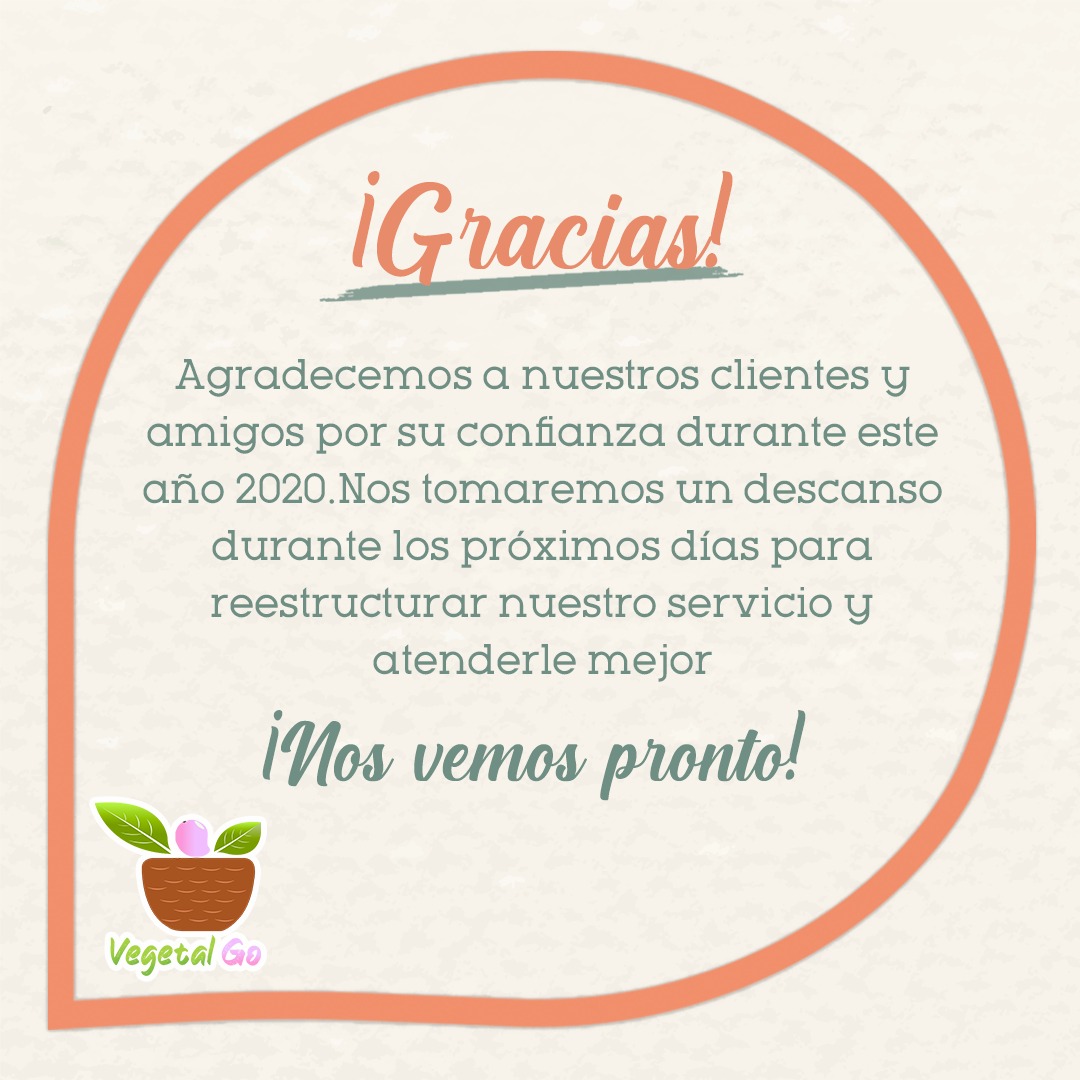 ¡Gracias!
Agradecemos a nuestros clientes y
amigos por su confianza durante este
año 2020.Nos tomaremos un descanso
durante los próximos días para
reestructurar nuestro servicio y
atenderle mejor
¡Nos vemos pronto!
Vegetal Go